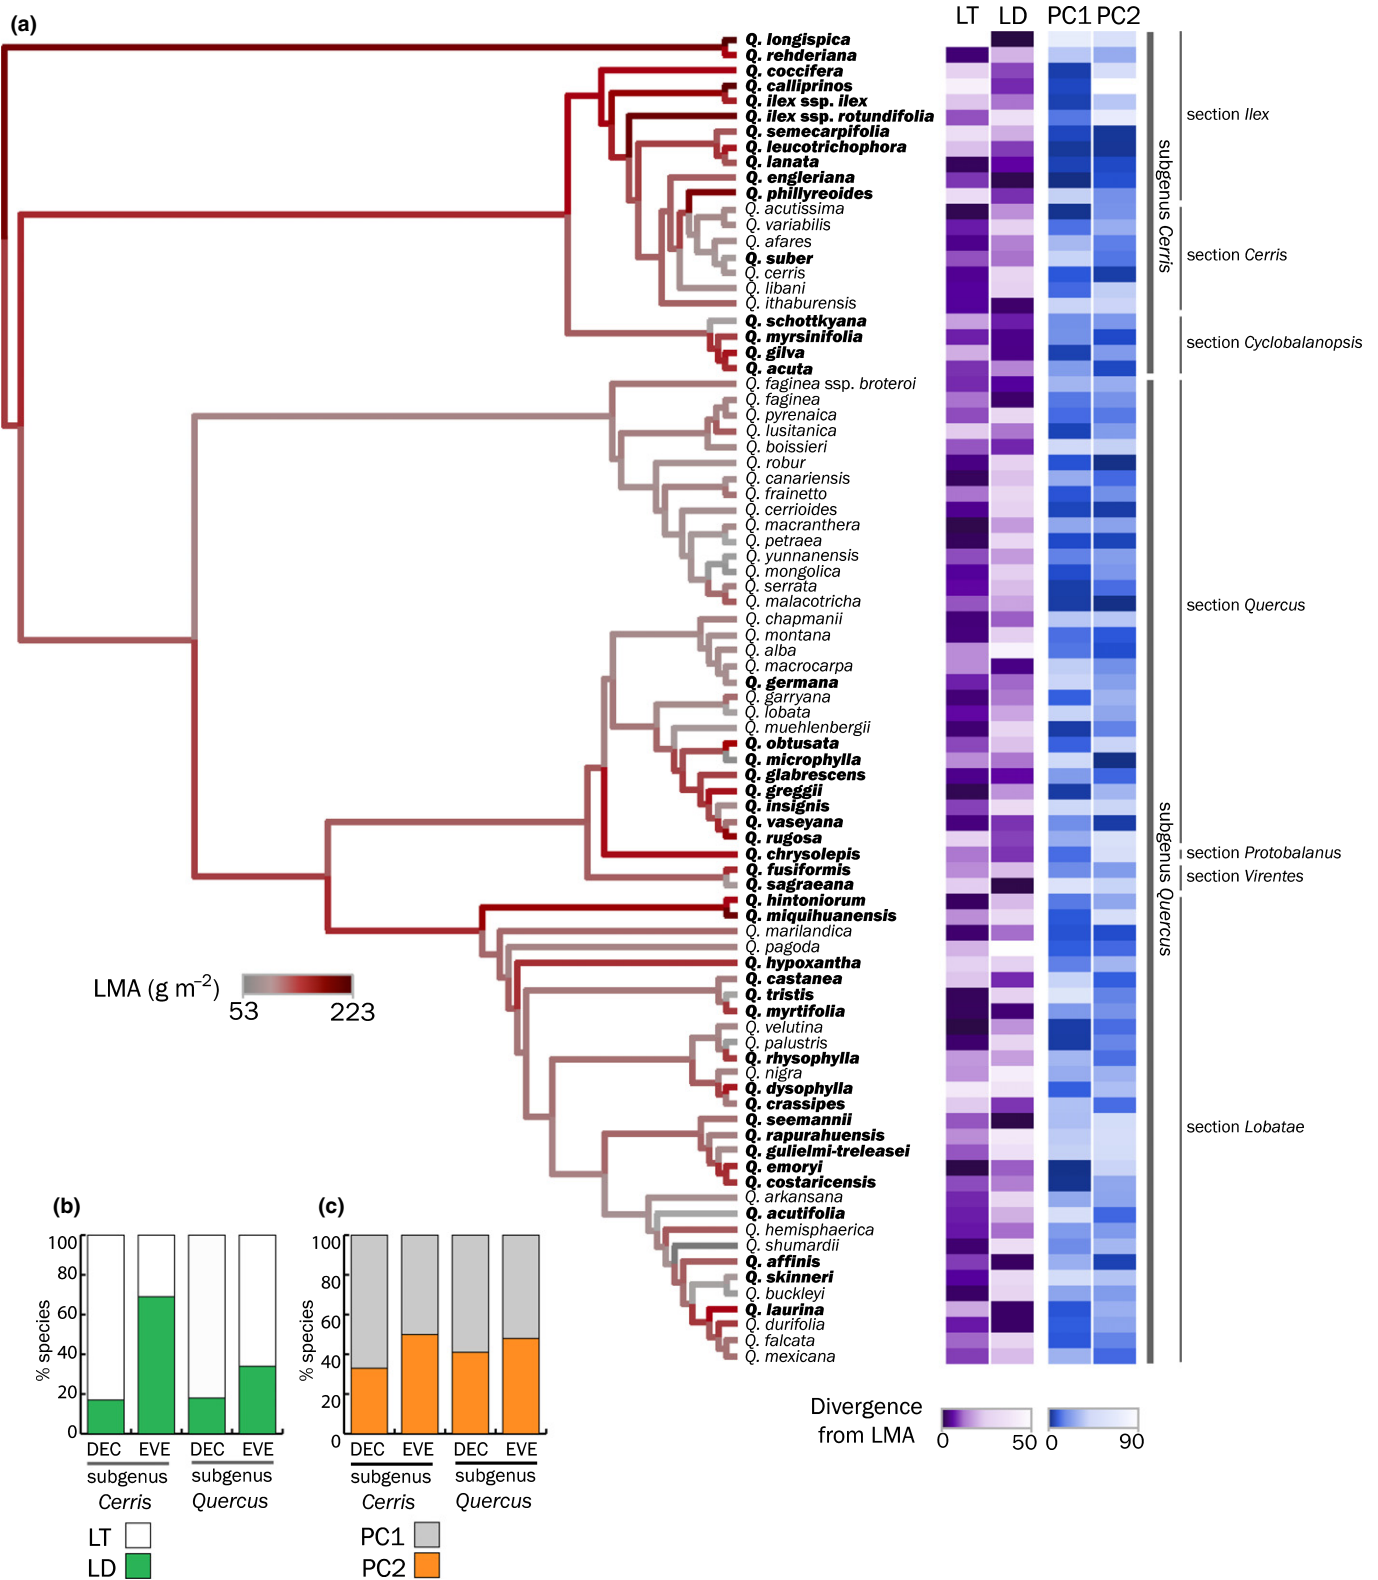 (a)
LT LD PC1 PC2
Q. longispica
Q. rehderiana
Q. coccifera
Q. calliprinos
Q. ilex ssp. ilex
Q. ilex ssp. rotundifolia
Q. semecarpifolia
Q. leucotrichophora
Q. lanata
Q. engleriana
Q. phillyreoides
Q. acutissima
Q. variabilis
Q. afares
Q. suber
Q. cerris
Q. libani
Q. ithaburensis
Q. schottkyana
Q. myrsinifolia
Q. gilva
Q. acuta
Q. faginea ssp. broteroi
Q. faginea
Q. pyrenaica
Q. lusitanica
Q. boissieri
Q. robur
Q. canariensis
Q. frainetto
Q. cerrioides
Q. macranthera
Q. petraea
Q. yunnanensis
Q. mongolica
Q. serrata
Q. malacotricha
Q. chapmanii
Q. montana
Q. alba
Q. macrocarpa
Q. germana
Q. garryana
Q. lobata
Q. muehlenbergii
Q. obtusata
Q. microphylla
Q. glabrescens
Q. greggii
Q. insignis
Q. vaseyana
Q. rugosa
Q. chrysolepis
Q. fusiformis
Q. sagraeana
Q. hintoniorum
Q. miquihuanensis
Q. marilandica
Q. pagoda
Q. hypoxantha
Q. castanea
Q. tristis
Q. myrtifolia
Q. velutina
Q. palustris
Q. rhysophylla
Q. nigra
Q. dysophylla
Q. crassipes
Q. seemannii
Q. rapurahuensis
Q. gulielmi-treleasei
Q. emoryi
Q. costaricensis
Q. arkansana
Q. acutifolia
Q. hemisphaerica
Q. shumardii
Q. affinis
Q. skinneri
Q. buckleyi
Q. laurina
Q. durifolia
Q. falcata
Q. mexicana
section Ilex
section Cerris
section Cyclobalanopsis
section Quercus
section Protobalanus
section Virentes
section Lobatae
subgenus Cerris
subgenus Quercus
LMA (g m⁻²)
53 223
Divergence
from LMA
0 50 0 90
(b)
% species
100
80
60
40
20
0
DEC EVE DEC EVE
subgenus subgenus
Cerris Quercus
LT
LD
(c)
% species
100
80
60
40
20
0
DEC EVE DEC EVE
subgenus subgenus
Cerris Quercus
PC1
PC2